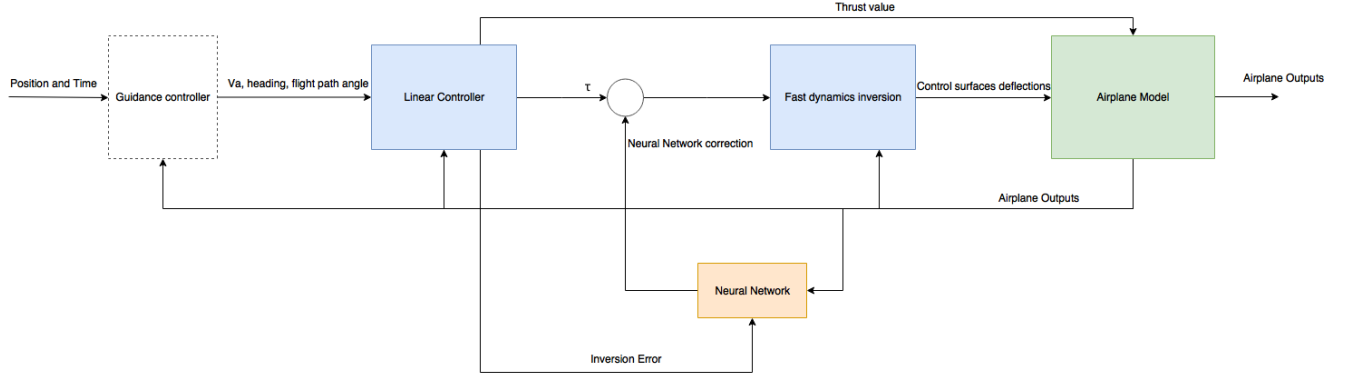 Thrust value
Position and Time
Guidance controller
Va, heading, flight path angle
Linear Controller
τ
Fast dynamics inversion
Control surfaces deflections
Airplane Model
Airplane Outputs
Neural Network correction
Airplane Outputs
Neural Network
Inversion Error